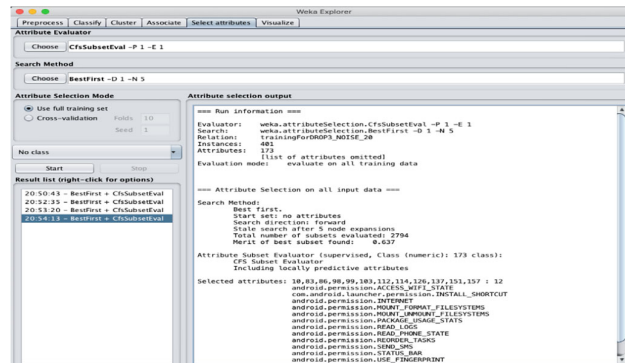 Weka Explorer
Preprocess Classify Cluster Associate Select attributes Visualize
Attribute Evaluator
Choose CfsSubsetEval -P 1 -E 1
Search Method
Choose BestFirst -D 1 -N 5
Attribute Selection Mode
Use full training set
Cross-validation Folds 10
Seed 1
No class
Start Stop
Result list (right-click for options)
20:50:43 - BestFirst + CfsSubsetEval
20:52:35 - BestFirst + CfsSubsetEval
20:53:20 - BestFirst + CfsSubsetEval
20:54:13 - BestFirst + CfsSubsetEval
Attribute selection output
=== Run information ===
Evaluator: weka.attributeSelection.CfsSubsetEval -P 1 -E 1
Search: weka.attributeSelection.BestFirst -D 1 -N 5
Relation: trainingForDROP3_NOISE_20
Instances: 401
Attributes: 173
[list of attributes omitted]
Evaluation mode: evaluate on all training data
=== Attribute Selection on all input data ===
Search Method:
Best first.
Start set: no attributes
Search direction: forward
Stale search after 5 node expansions
Total number of subsets evaluated: 2794
Merit of best subset found: 0.637
Attribute Subset Evaluator (supervised, Class (numeric): 173 class):
CFS Subset Evaluator
Including locally predictive attributes
Selected attributes: 10,83,86,98,99,103,112,114,126,137,151,157 : 12
android.permission.ACCESS_WIFI_STATE
com.android.launcher.permission.INSTALL_SHORTCUT
android.permission.INTERNET
android.permission.MOUNT_FORMAT_FILESYSTEMS
android.permission.MOUNT_UNMOUNT_FILESYSTEMS
android.permission.PACKAGE_USAGE_STATS
android.permission.READ_LOGS
android.permission.READ_PHONE_STATE
android.permission.REORDER_TASKS
android.permission.SEND_SMS
android.permission.STATUS_BAR
android.permission.USE_FINGERPRINT